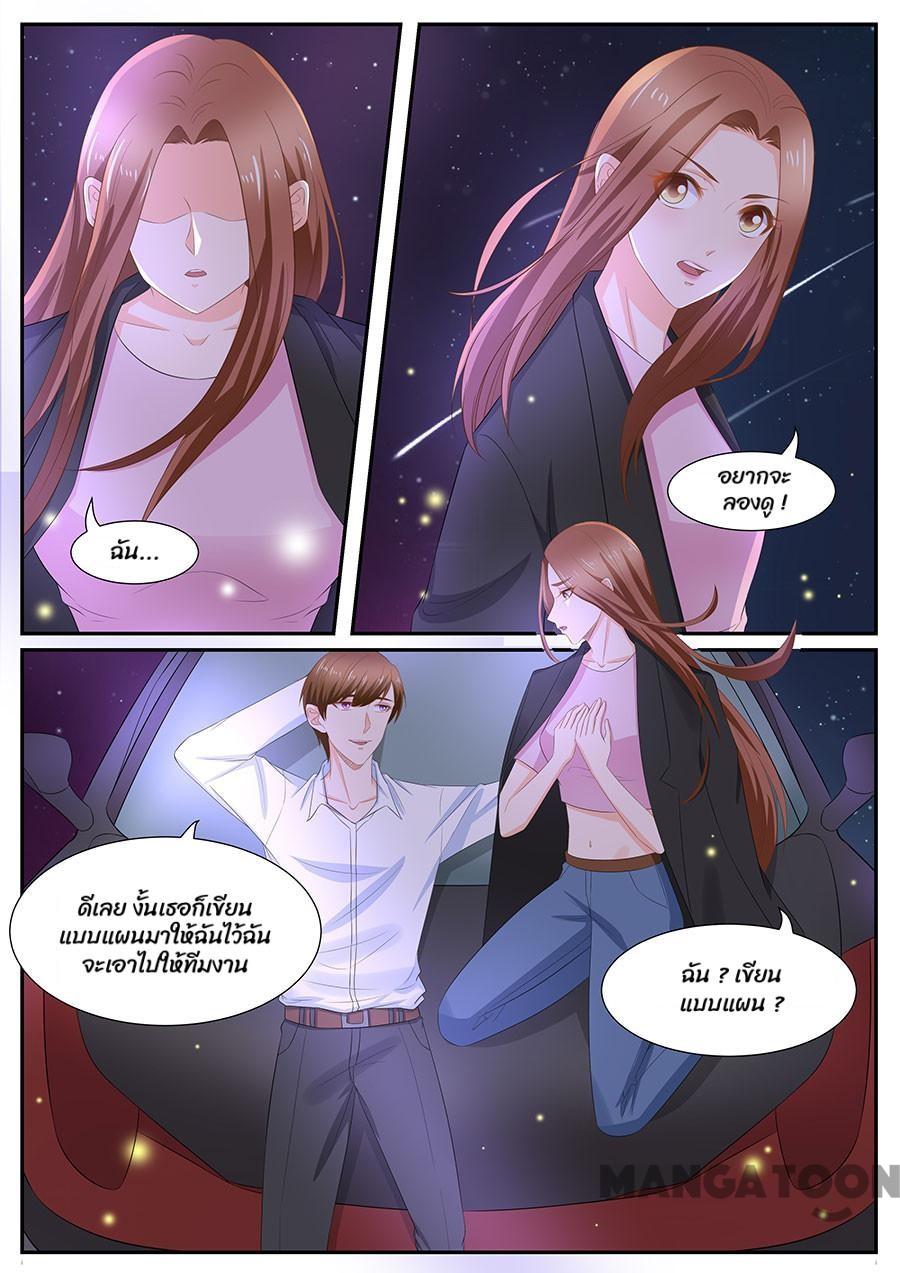 ฉัน...
อยากจะ
ลองดู !
ดีเลย งั้นเธอก็เขียน
แบบแผนมาให้ฉันไว้ฉัน
จะเอาไปให้ทีมงาน
ฉัน ? เขียน
แบบแผน ?
MANGATOON